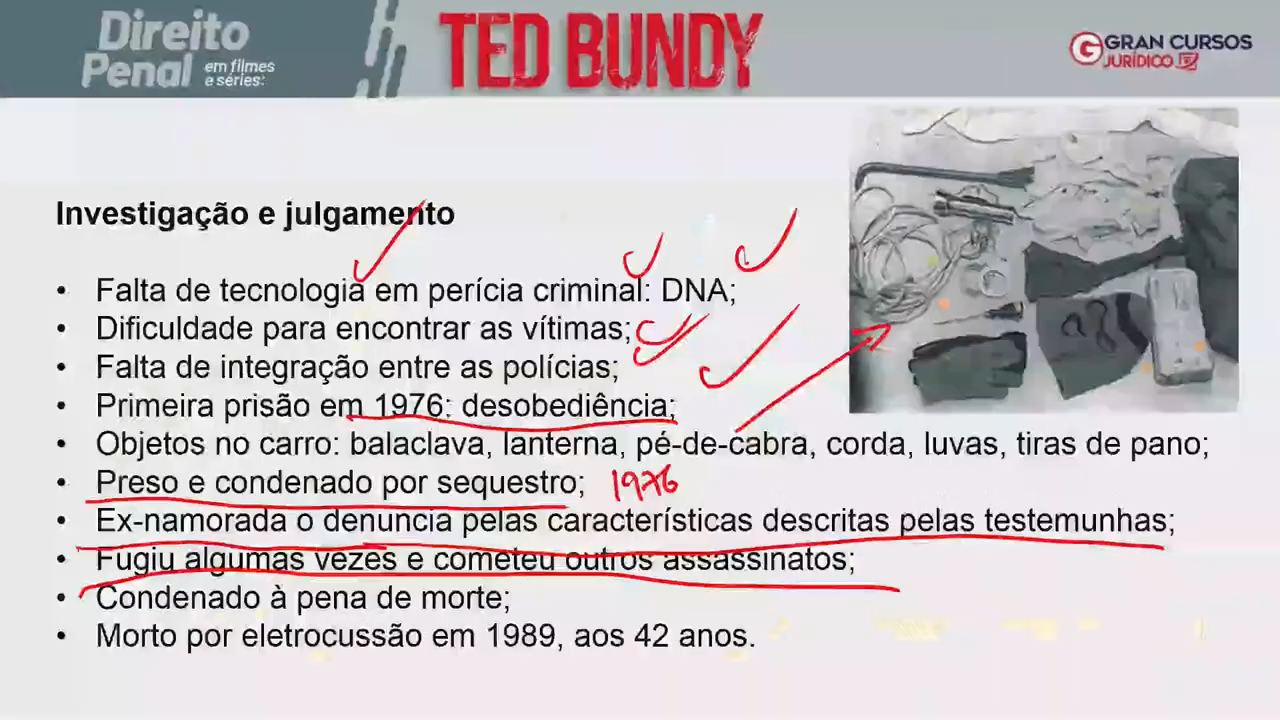 Direito
Penal em filmes
e séries:
TED BUNDY
GRAN CURSOS
JURÍDICO
Investigação e julgamento
• Falta de tecnologia em perícia criminal: DNA;
• Dificuldade para encontrar as vítimas;
• Falta de integração entre as polícias;
• Primeira prisão em 1976: desobediência;
• Objetos no carro: balaclava, lanterna, pé-de-cabra, corda, luvas, tiras de pano;
• Preso e condenado por sequestro; 1976
• Ex-namorada o denuncia pelas características descritas pelas testemunhas;
• Fugiu algumas vezes e cometeu outros assassinatos;
• Condenado à pena de morte;
• Morto por eletrocussão em 1989, aos 42 anos.